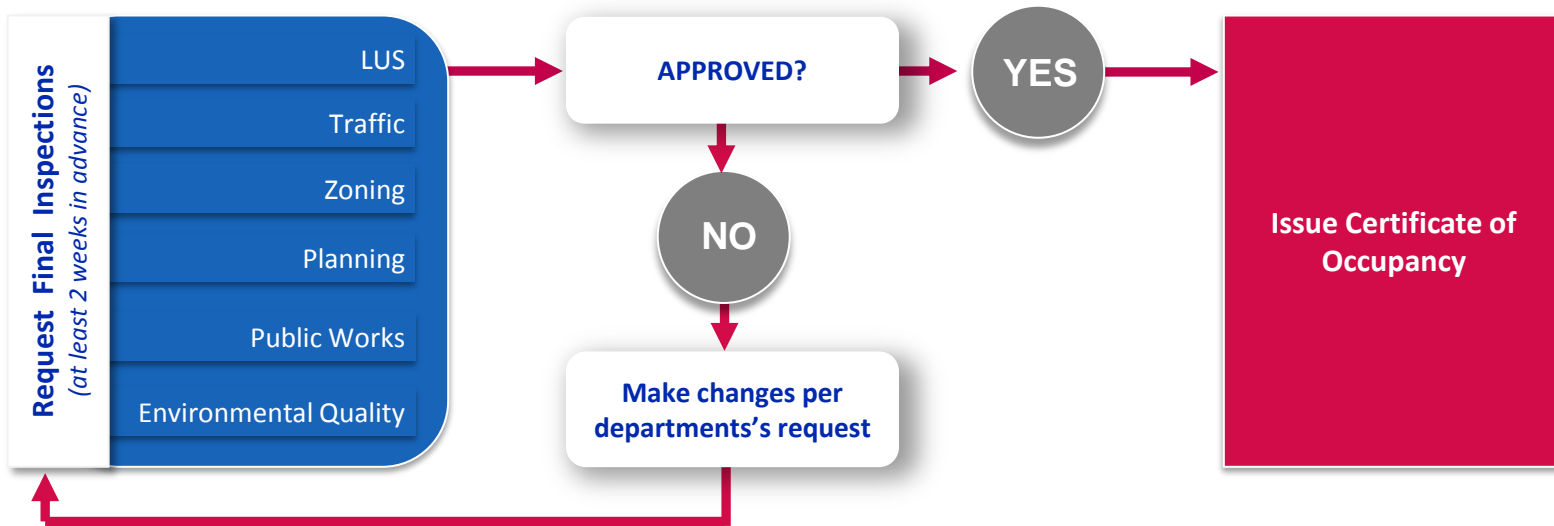 Request Final Inspections
(at least 2 weeks in advance)
LUS
Traffic
Zoning
Planning
Public Works
Environmental Quality
APPROVED?
YES
NO
Make changes per
departments's request
Issue Certificate of
Occupancy